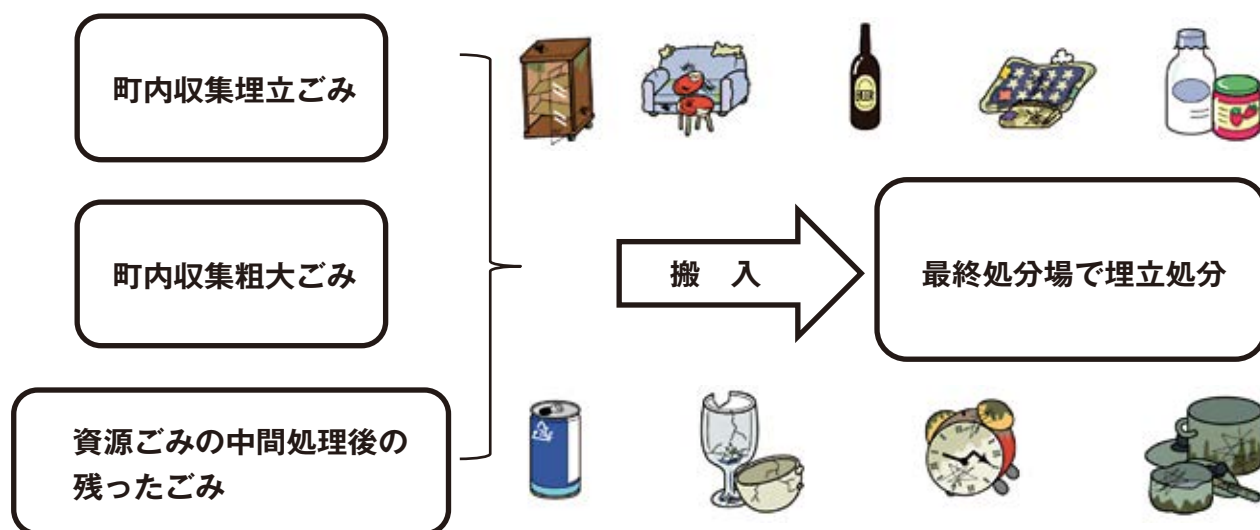 町内収集埋立ごみ
町内収集粗大ごみ
資源ごみの中間処理後の
残ったごみ
搬 入
最終処分場で埋立処分